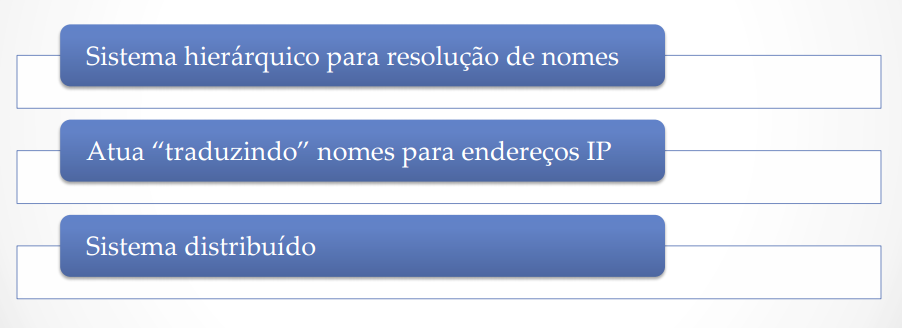 Sistema hierárquico para resolução de nomes
Atua “traduzindo” nomes para endereços IP
Sistema distribuído